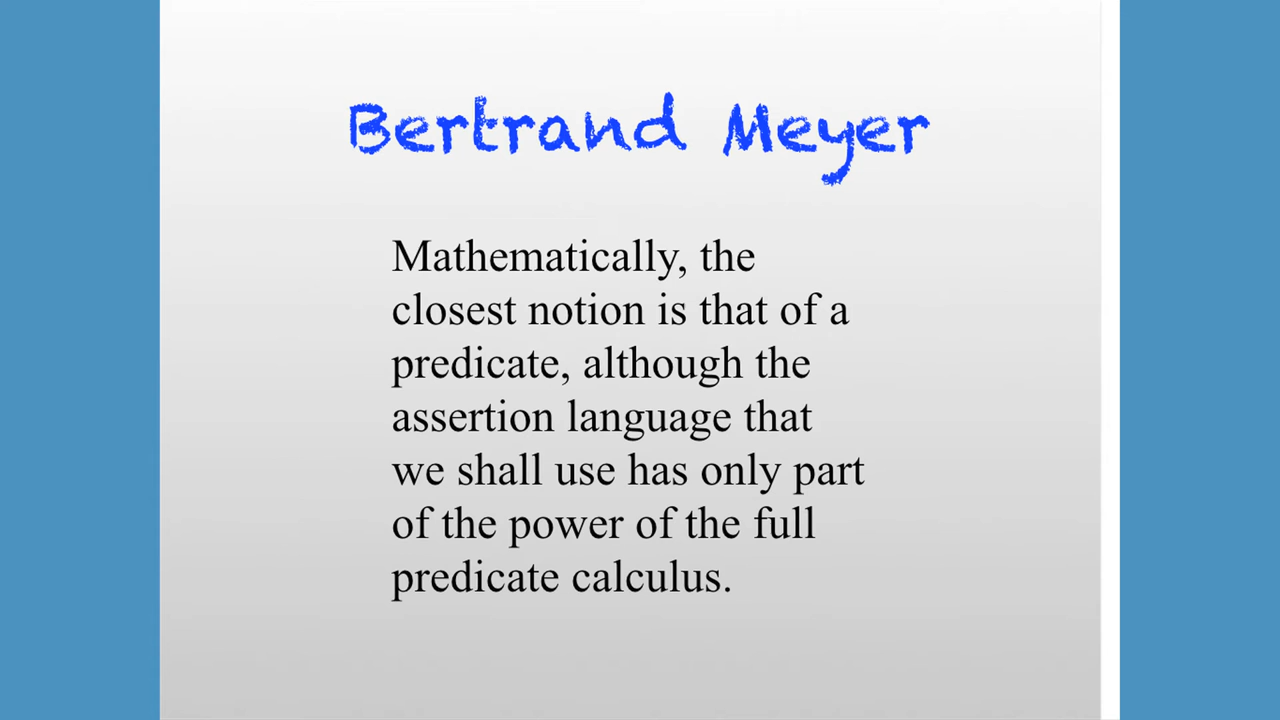 Bertrand Meyer
Mathematically, the
closest notion is that of a
predicate, although the
assertion language that
we shall use has only part
of the power of the full
predicate calculus.